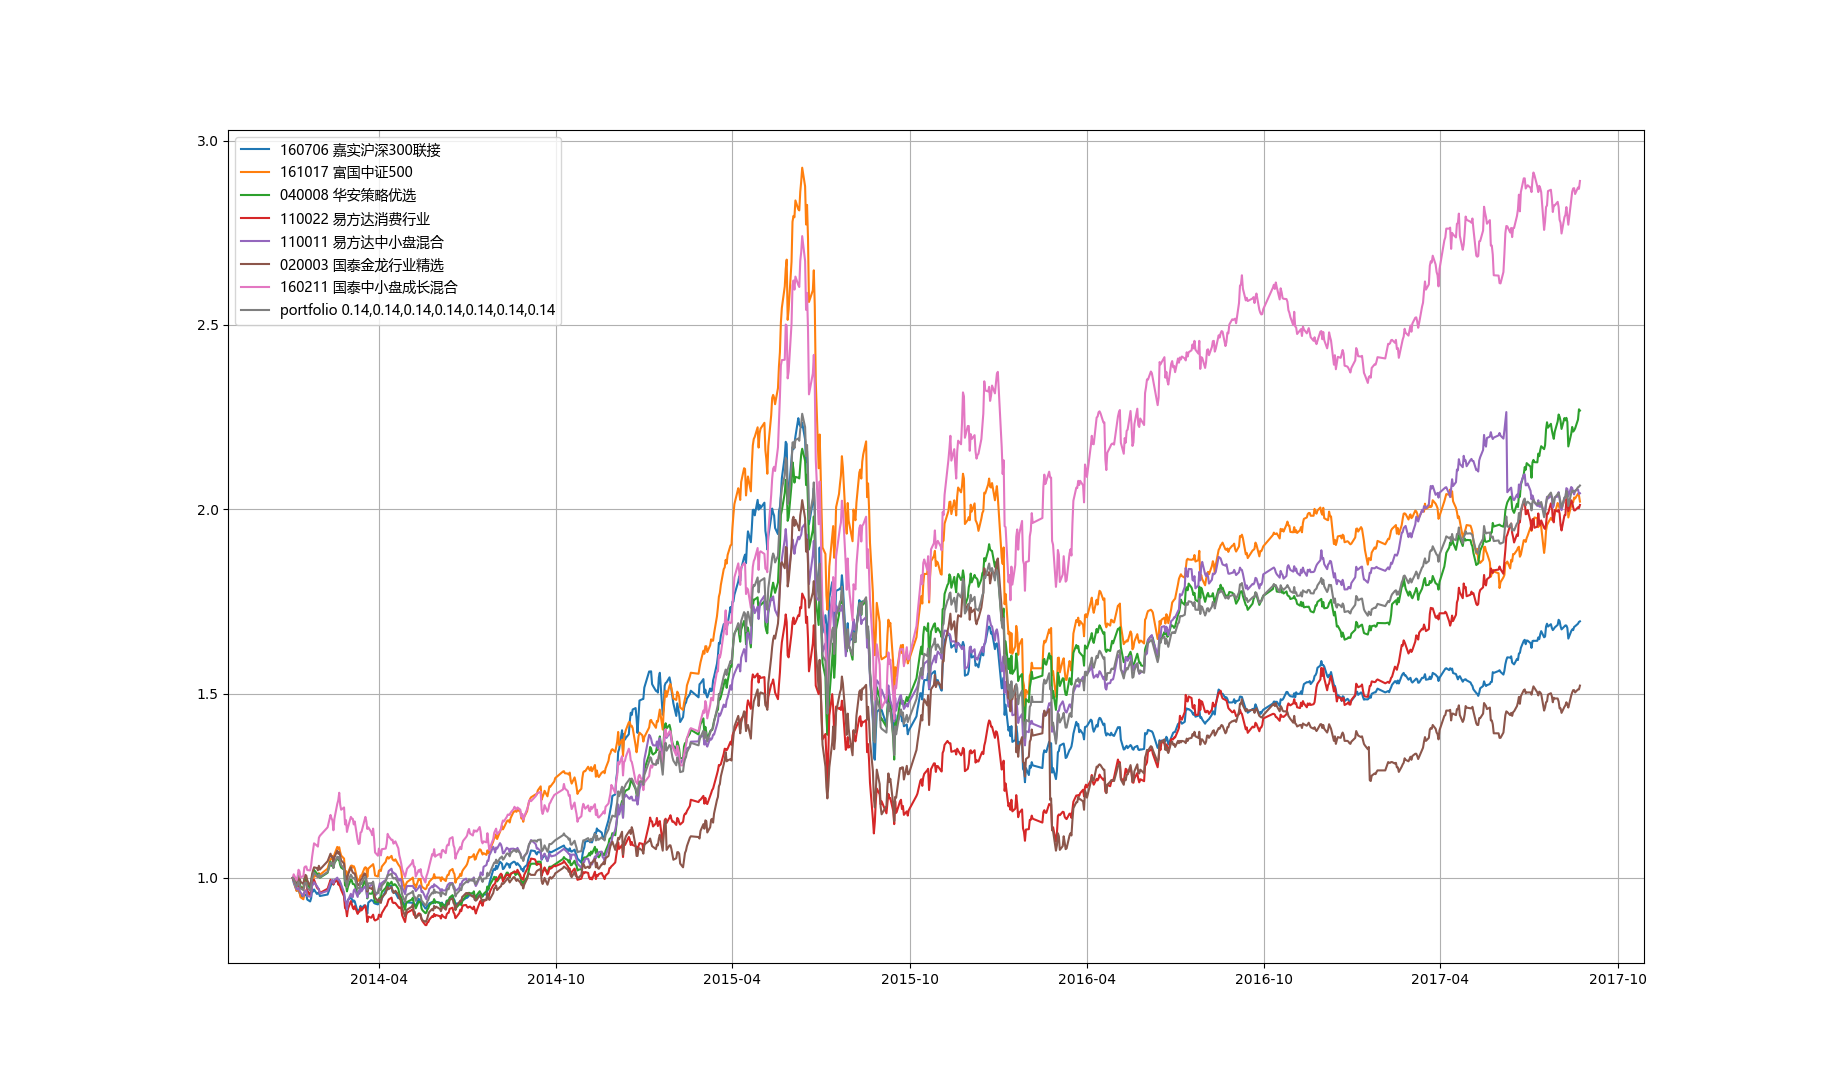 3.0
2.5
2.0
1.5
1.0
160706 嘉实沪深300联接
161017 富国中证500
040008 华安策略优选
110022 易方达消费行业
110011 易方达中小盘混合
020003 国泰金龙行业精选
160211 国泰中小盘成长混合
portfolio 0.14,0.14,0.14,0.14,0.14,0.14,0.14
2014-04 2014-10 2015-04 2015-10 2016-04 2016-10 2017-04 2017-10